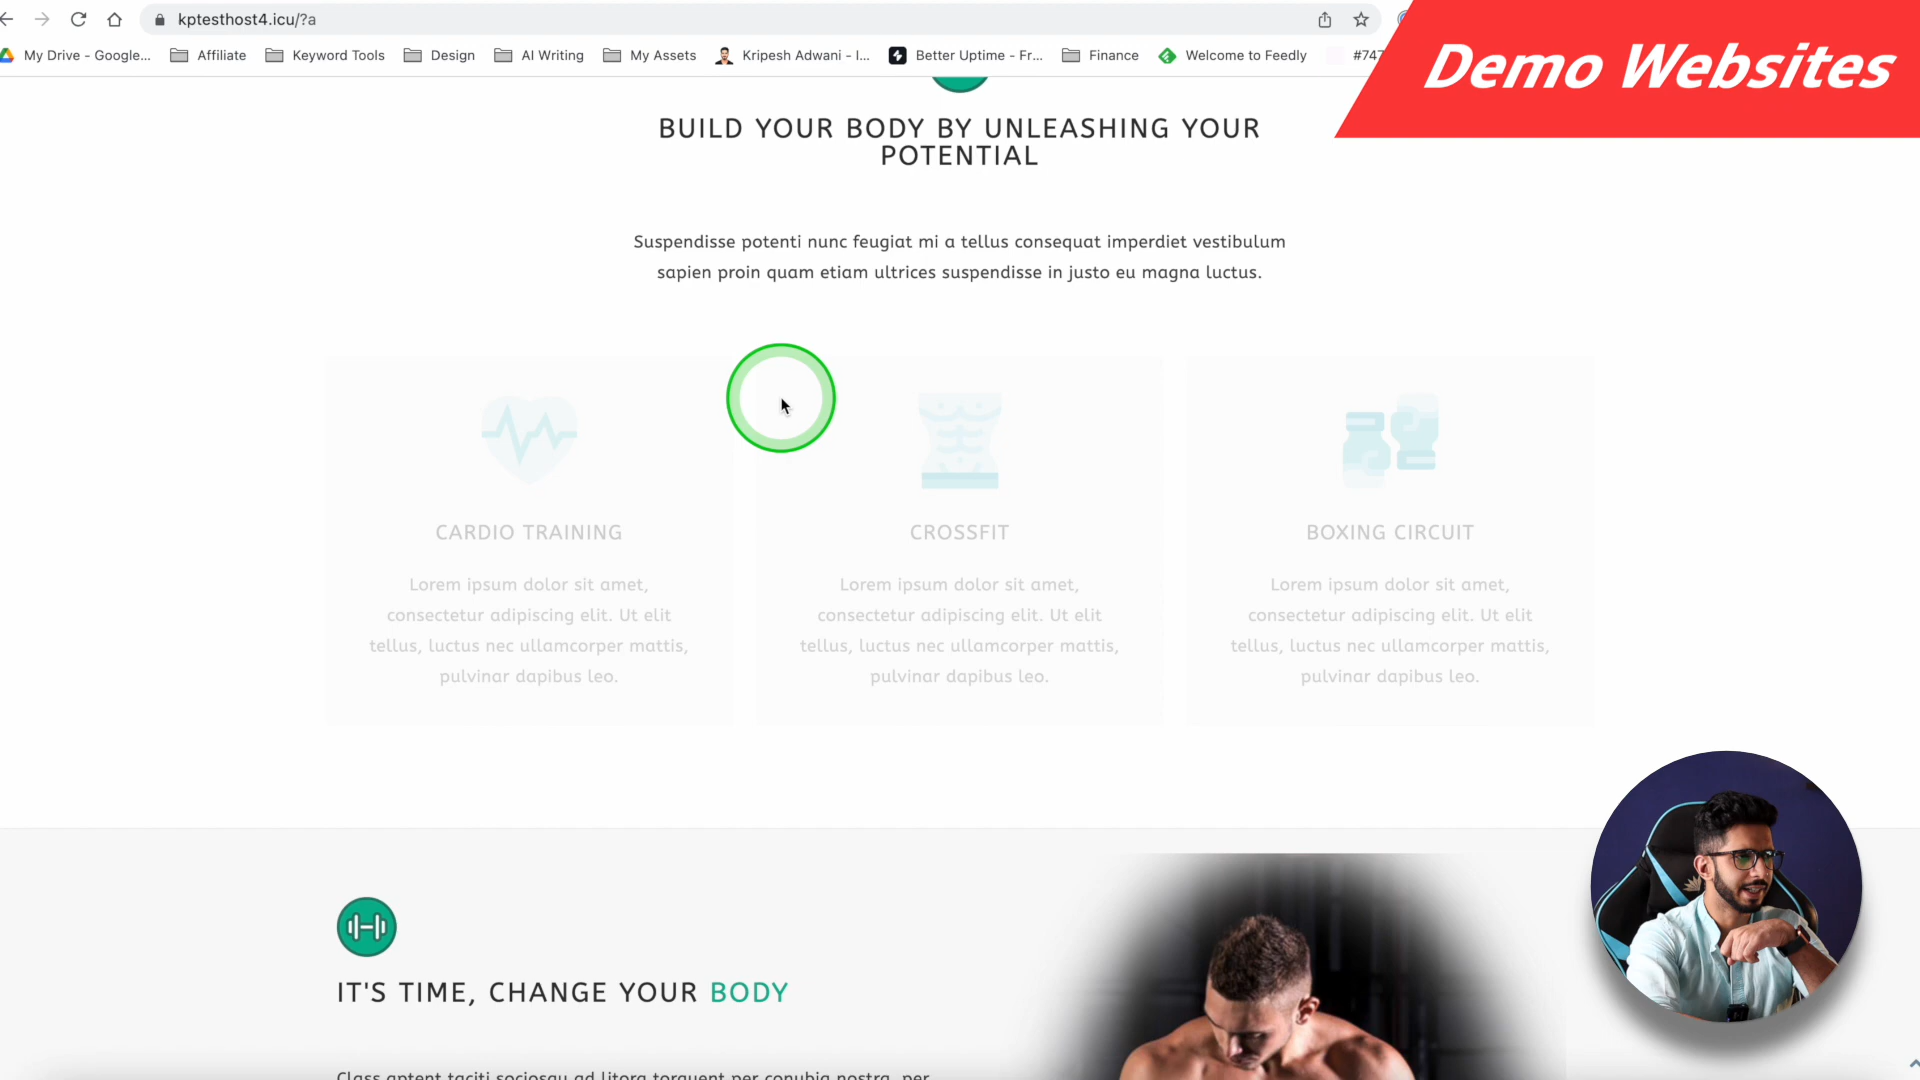 kptesthost4.icu/?a
My Drive - Google...
Affiliate
Keyword Tools
Design
AI Writing
My Assets
Kripesh Adwani - I...
Better Uptime - Fr...
Finance
Welcome to Feedly
#747
Demo Websites
BUILD YOUR BODY BY UNLEASHING YOUR
POTENTIAL
Suspendisse potenti nunc feugiat mi a tellus consequat imperdiet vestibulum
sapien proin quam etiam ultrices suspendisse in justo eu magna luctus.
CARDIO TRAINING
Lorem ipsum dolor sit amet,
consectetur adipiscing elit. Ut elit
tellus, luctus nec ullamcorper mattis,
pulvinar dapibus leo.
CROSSFIT
Lorem ipsum dolor sit amet,
consectetur adipiscing elit. Ut elit
tellus, luctus nec ullamcorper mattis,
pulvinar dapibus leo.
BOXING CIRCUIT
Lorem ipsum dolor sit amet,
consectetur adipiscing elit. Ut elit
tellus, luctus nec ullamcorper mattis,
pulvinar dapibus leo.
IT'S TIME, CHANGE YOUR BODY
Class aptent taciti sociosqu ad litora torquent per conubia nostra, per